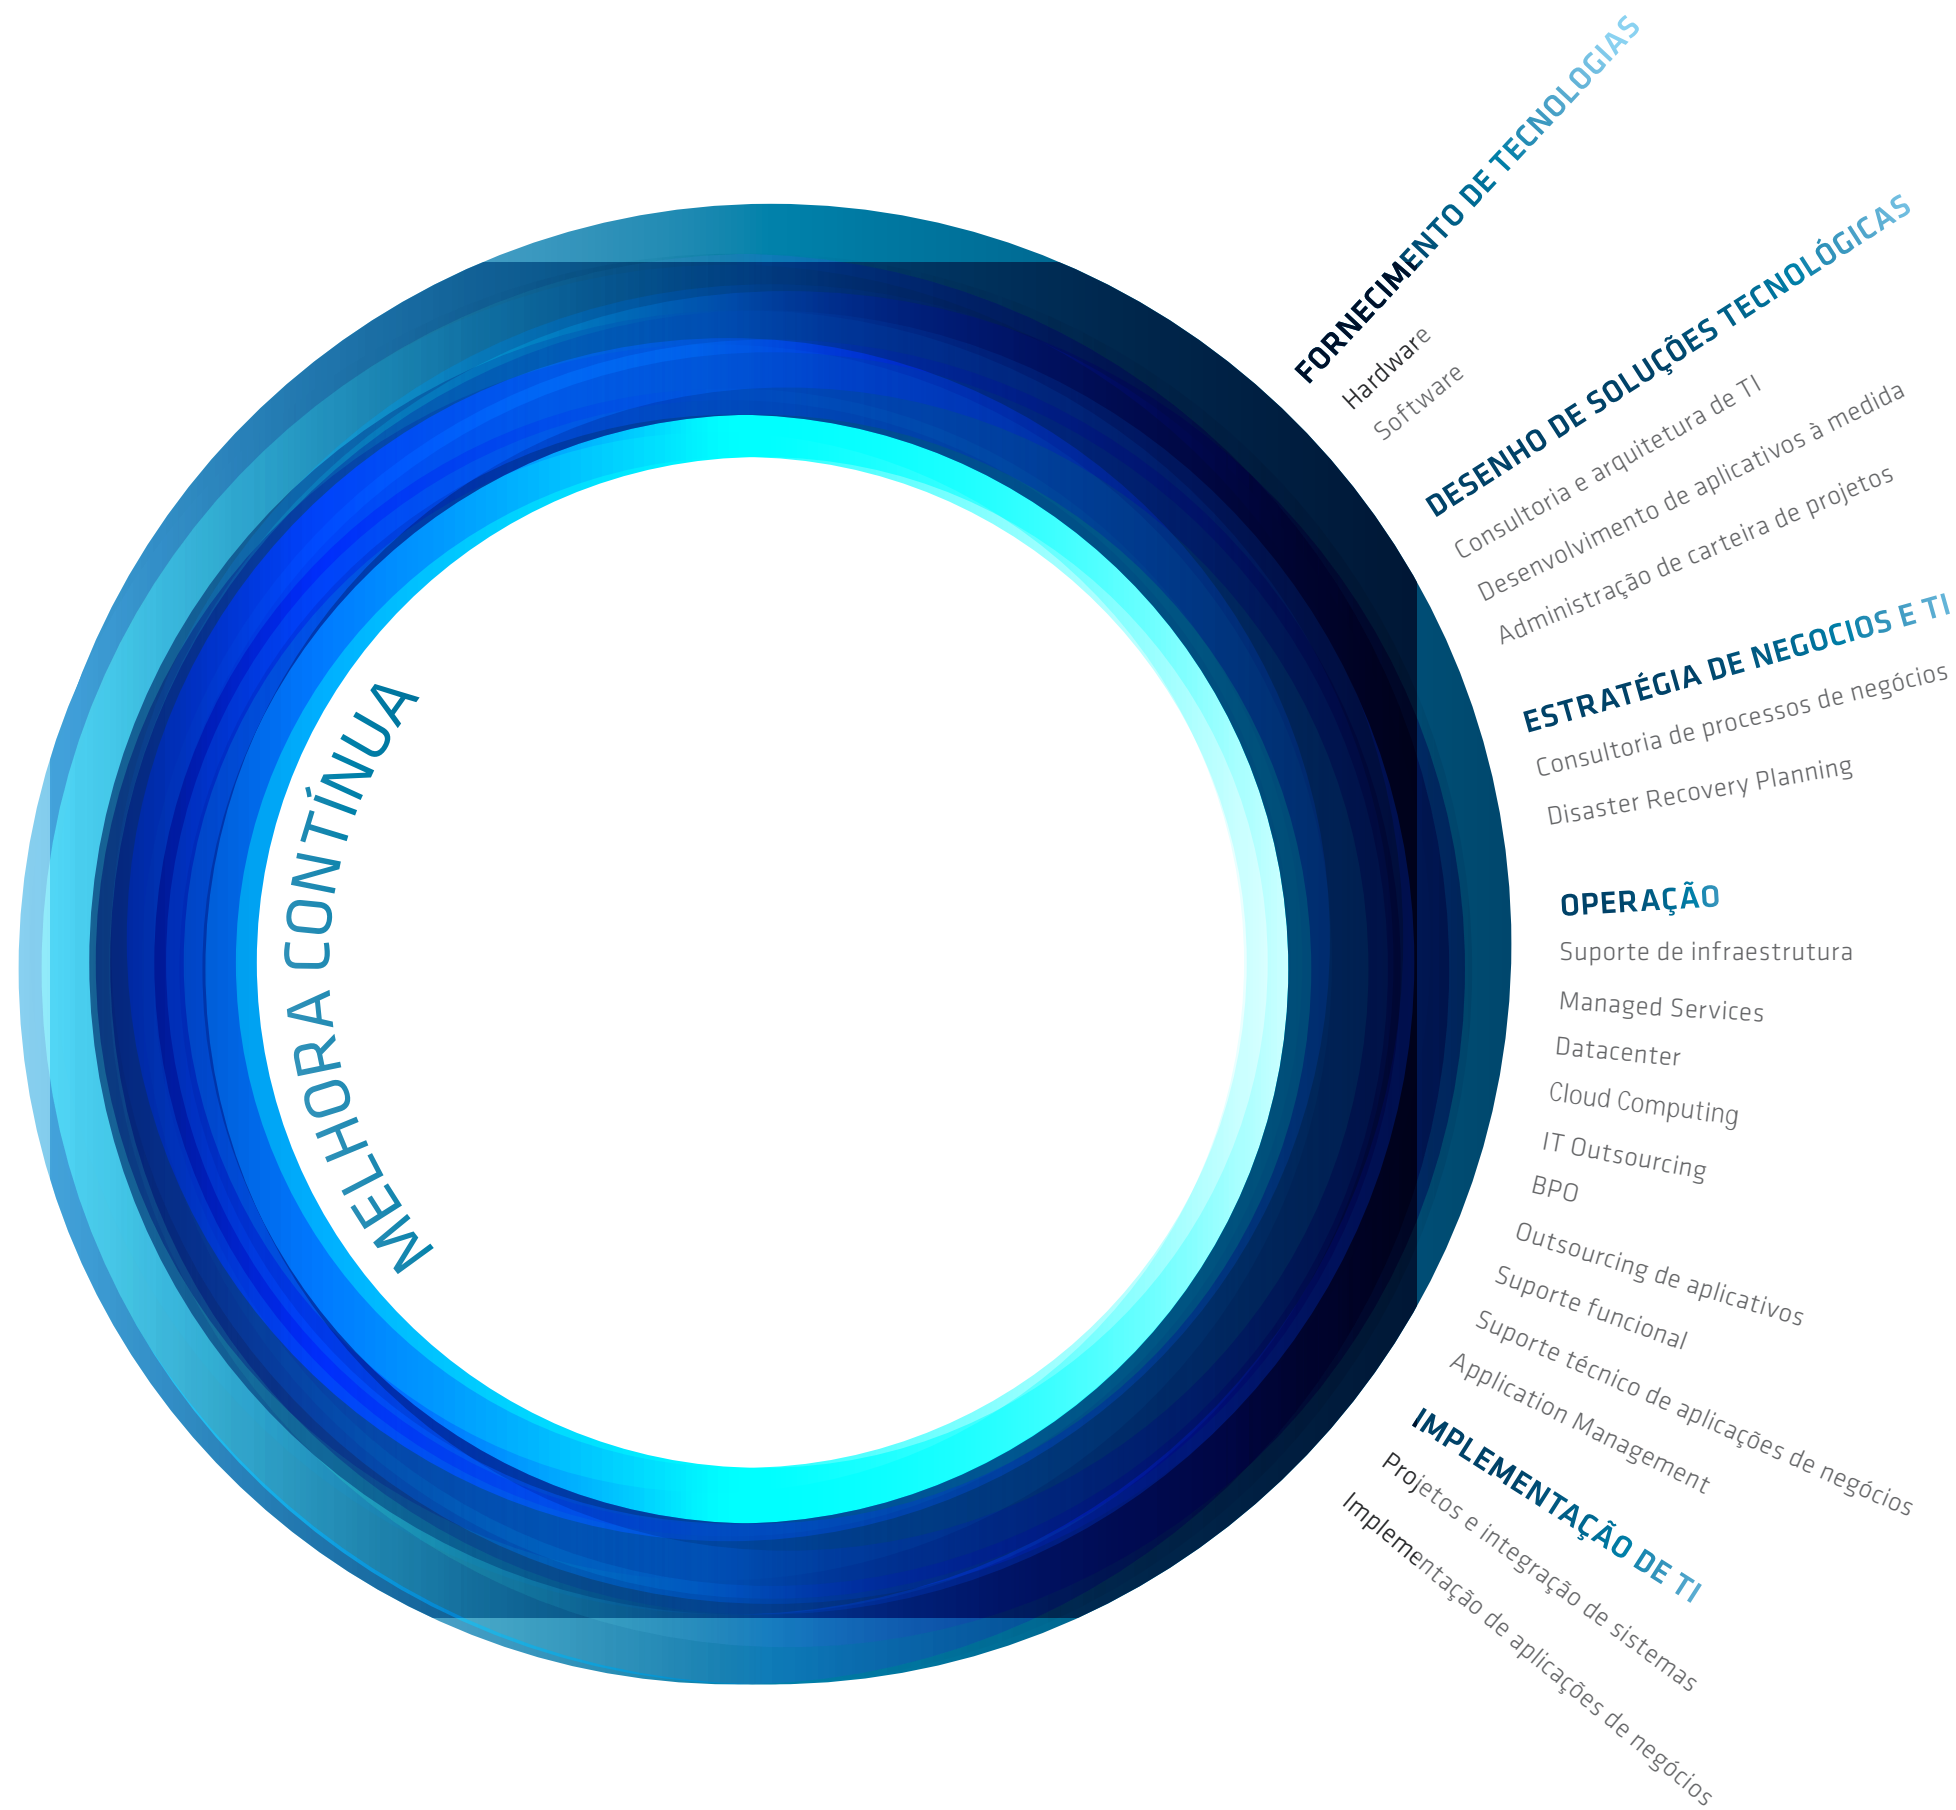 FORNECIMENTO DE TECNOLOGIAS
Hardware
Software
DESENHO DE SOLUÇÕES TECNOLÓGICAS
Consultoria e arquitetura de TI
Desenvolvimento de aplicativos à medida
Administração de carteira de projetos
ESTRATÉGIA DE NEGOCIOS E TI
Consultoria de processos de negócios
Disaster Recovery Planning
OPERAÇÃO
Suporte de infraestrutura
Managed Services
Datacenter
Cloud Computing
IT Outsourcing
BPO
Outsourcing de aplicativos
Suporte funcional
Suporte técnico de aplicações de negócios
Application Management
IMPLEMENTAÇÃO DE TI
Projetos e integração de sistemas
Implementação de aplicações de negócios
MELHORA CONTÍNUA